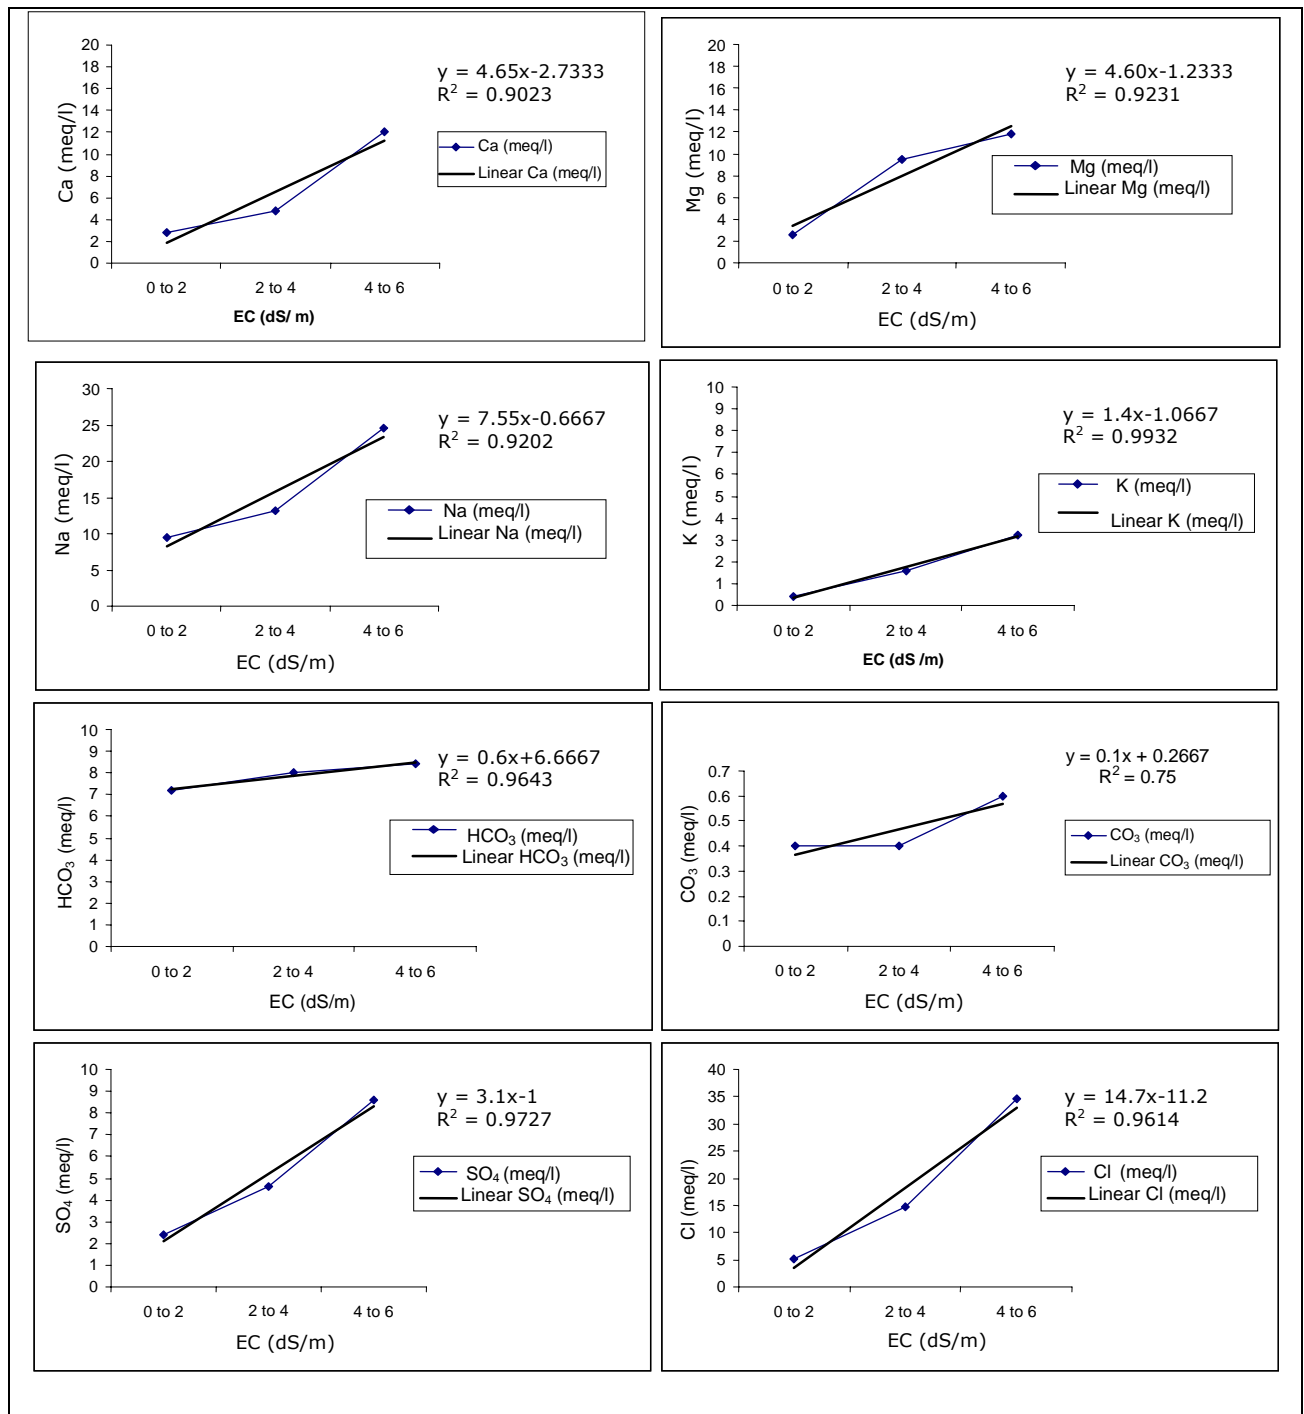 20
18
16
14
12
10
8
6
4
2
0
Ca (meq/l)
y = 4.65x-2.7333
R² = 0.9023
Ca (meq/l)
Linear Ca (meq/l)
0 to 2 2 to 4 4 to 6
EC (dS/ m)
20
18
16
14
12
10
8
6
4
2
0
Mg (meq/l)
y = 4.60x-1.2333
R² = 0.9231
Mg (meq/l)
Linear Mg (meq/l)
0 to 2 2 to 4 4 to 6
EC (dS/m)
30
25
20
15
10
5
0
Na (meq/l)
y = 7.55x-0.6667
R² = 0.9202
Na (meq/l)
Linear Na (meq/l)
0 to 2 2 to 4 4 to 6
EC (dS/m)
10
9
8
7
6
5
4
3
2
1
0
K (meq/l)
y = 1.4x-1.0667
R² = 0.9932
K (meq/l)
Linear K (meq/l)
0 to 2 2 to 4 4 to 6
EC (dS /m)
10
9
8
7
6
5
4
3
2
1
0
HCO₃ (meq/l)
y = 0.6x+6.6667
R² = 0.9643
HCO₃ (meq/l)
Linear HCO₃ (meq/l)
0 to 2 2 to 4 4 to 6
EC (dS/m)
0.7
0.6
0.5
0.4
0.3
0.2
0.1
0
CO₃ (meq/l)
y = 0.1x + 0.2667
R² = 0.75
CO₃ (meq/l)
Linear CO₃ (meq/l)
0 to 2 2 to 4 4 to 6
EC (dS/m)
10
9
8
7
6
5
4
3
2
1
0
SO₄ (meq/l)
y = 3.1x-1
R² = 0.9727
SO₄ (meq/l)
Linear SO₄ (meq/l)
0 to 2 2 to 4 4 to 6
EC (dS/m)
40
35
30
25
20
15
10
5
0
Cl (meq/l)
y = 14.7x-11.2
R² = 0.9614
Cl (meq/l)
Linear Cl (meq/l)
0 to 2 2 to 4 4 to 6
EC (dS/m)